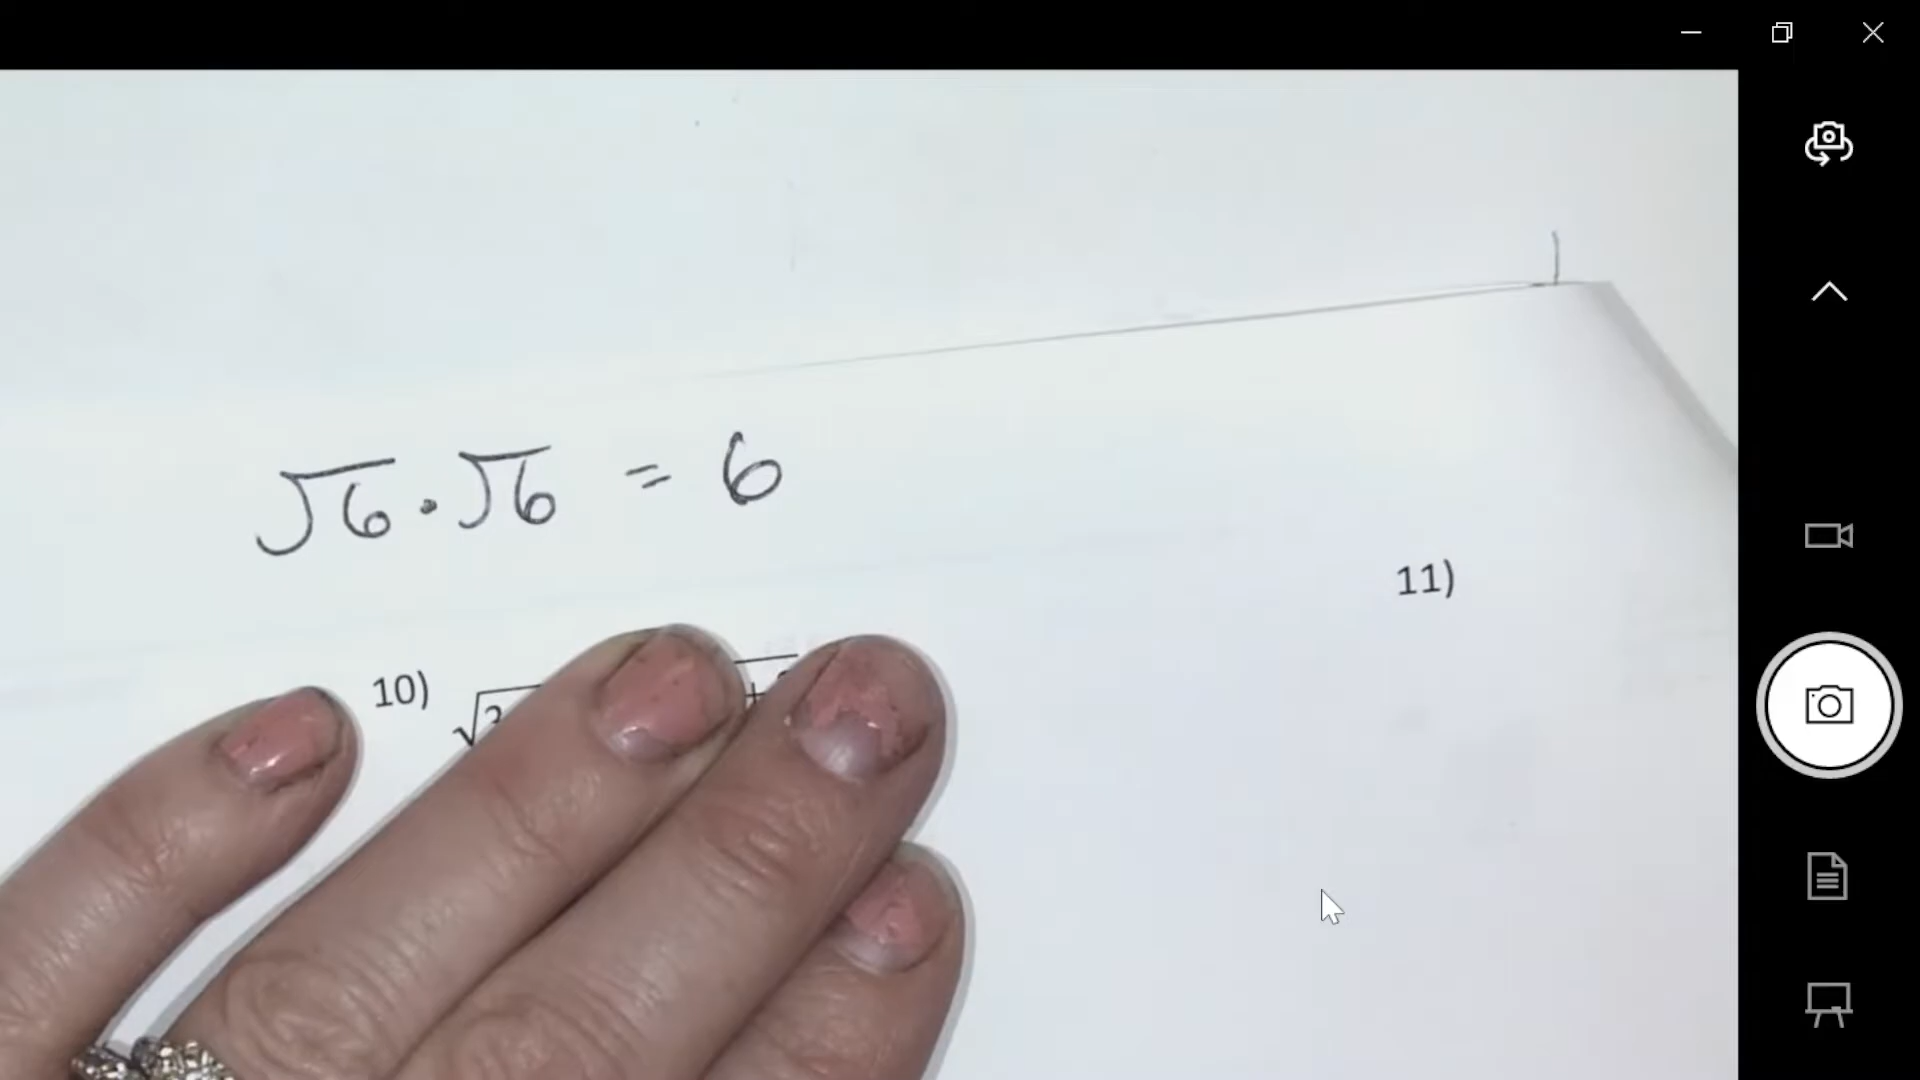 √6 · √6 = 6
11)
10) √
+